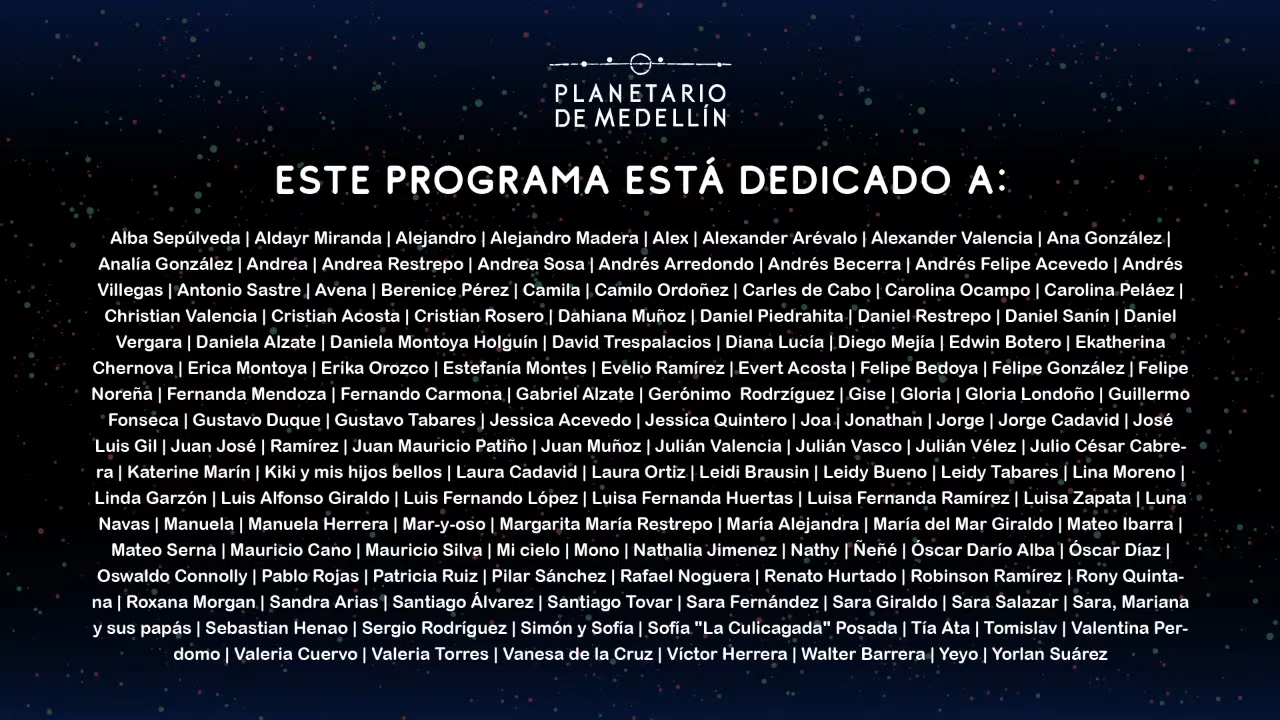 PLANETARIO
DE MEDELLÍN
ESTE PROGRAMA ESTÁ DEDICADO A:
Alba Sepúlveda | Aldayr Miranda | Alejandro | Alejandro Madera | Alex | Alexander Arévalo | Alexander Valencia | Ana González |
Analía González | Andrea | Andrea Restrepo | Andrea Sosa | Andrés Arredondo | Andrés Becerra | Andrés Felipe Acevedo | Andrés
Villegas | Antonio Sastre | Avena | Berenice Pérez | Camila | Camilo Ordoñez | Carles de Cabo | Carolina Ocampo | Carolina Peláez |
Christian Valencia | Cristian Acosta | Cristian Rosero | Dahiana Muñoz | Daniel Piedrahita | Daniel Restrepo | Daniel Sanín | Daniel
Vergara | Daniela Alzate | Daniela Montoya Holguín | David Trespalacios | Diana Lucía | Diego Mejía | Edwin Botero | Ekatherina
Chernova | Erica Montoya | Erika Orozco | Estefanía Montes | Evelio Ramírez | Evert Acosta | Felipe Bedoya | Felipe González | Felipe
Noreña | Fernanda Mendoza | Fernando Carmona | Gabriel Alzate | Gerónimo  Rodrzíguez | Gise | Gloria | Gloria Londoño | Guillermo
Fonseca | Gustavo Duque | Gustavo Tabares | Jessica Acevedo | Jessica Quintero | Joa | Jonathan | Jorge | Jorge Cadavid | José
Luis Gil | Juan José | Ramírez | Juan Mauricio Patiño | Juan Muñoz | Julián Valencia | Julián Vasco | Julián Vélez | Julio César Cabre-
ra | Katerine Marín | Kiki y mis hijos bellos | Laura Cadavid | Laura Ortiz | Leidi Brausin | Leidy Bueno | Leidy Tabares | Lina Moreno |
Linda Garzón | Luis Alfonso Giraldo | Luis Fernando López | Luisa Fernanda Huertas | Luisa Fernanda Ramírez | Luisa Zapata | Luna
Navas | Manuela | Manuela Herrera | Mar-y-oso | Margarita María Restrepo | María Alejandra | María del Mar Giraldo | Mateo Ibarra |
Mateo Serna | Mauricio Cano | Mauricio Silva | Mi cielo | Mono | Nathalia Jimenez | Nathy | Ñeñé | Óscar Darío Alba | Óscar Díaz |
Oswaldo Connolly | Pablo Rojas | Patricia Ruiz | Pilar Sánchez | Rafael Noguera | Renato Hurtado | Robinson Ramírez | Rony Quinta-
na | Roxana Morgan | Sandra Arias | Santiago Álvarez | Santiago Tovar | Sara Fernández | Sara Giraldo | Sara Salazar | Sara, Mariana
y sus papás | Sebastian Henao | Sergio Rodríguez | Simón y Sofía | Sofía "La Culicagada" Posada | Tía Ata | Tomislav | Valentina Per-
domo | Valeria Cuervo | Valeria Torres | Vanesa de la Cruz | Víctor Herrera | Walter Barrera | Yeyo | Yorlan Suárez